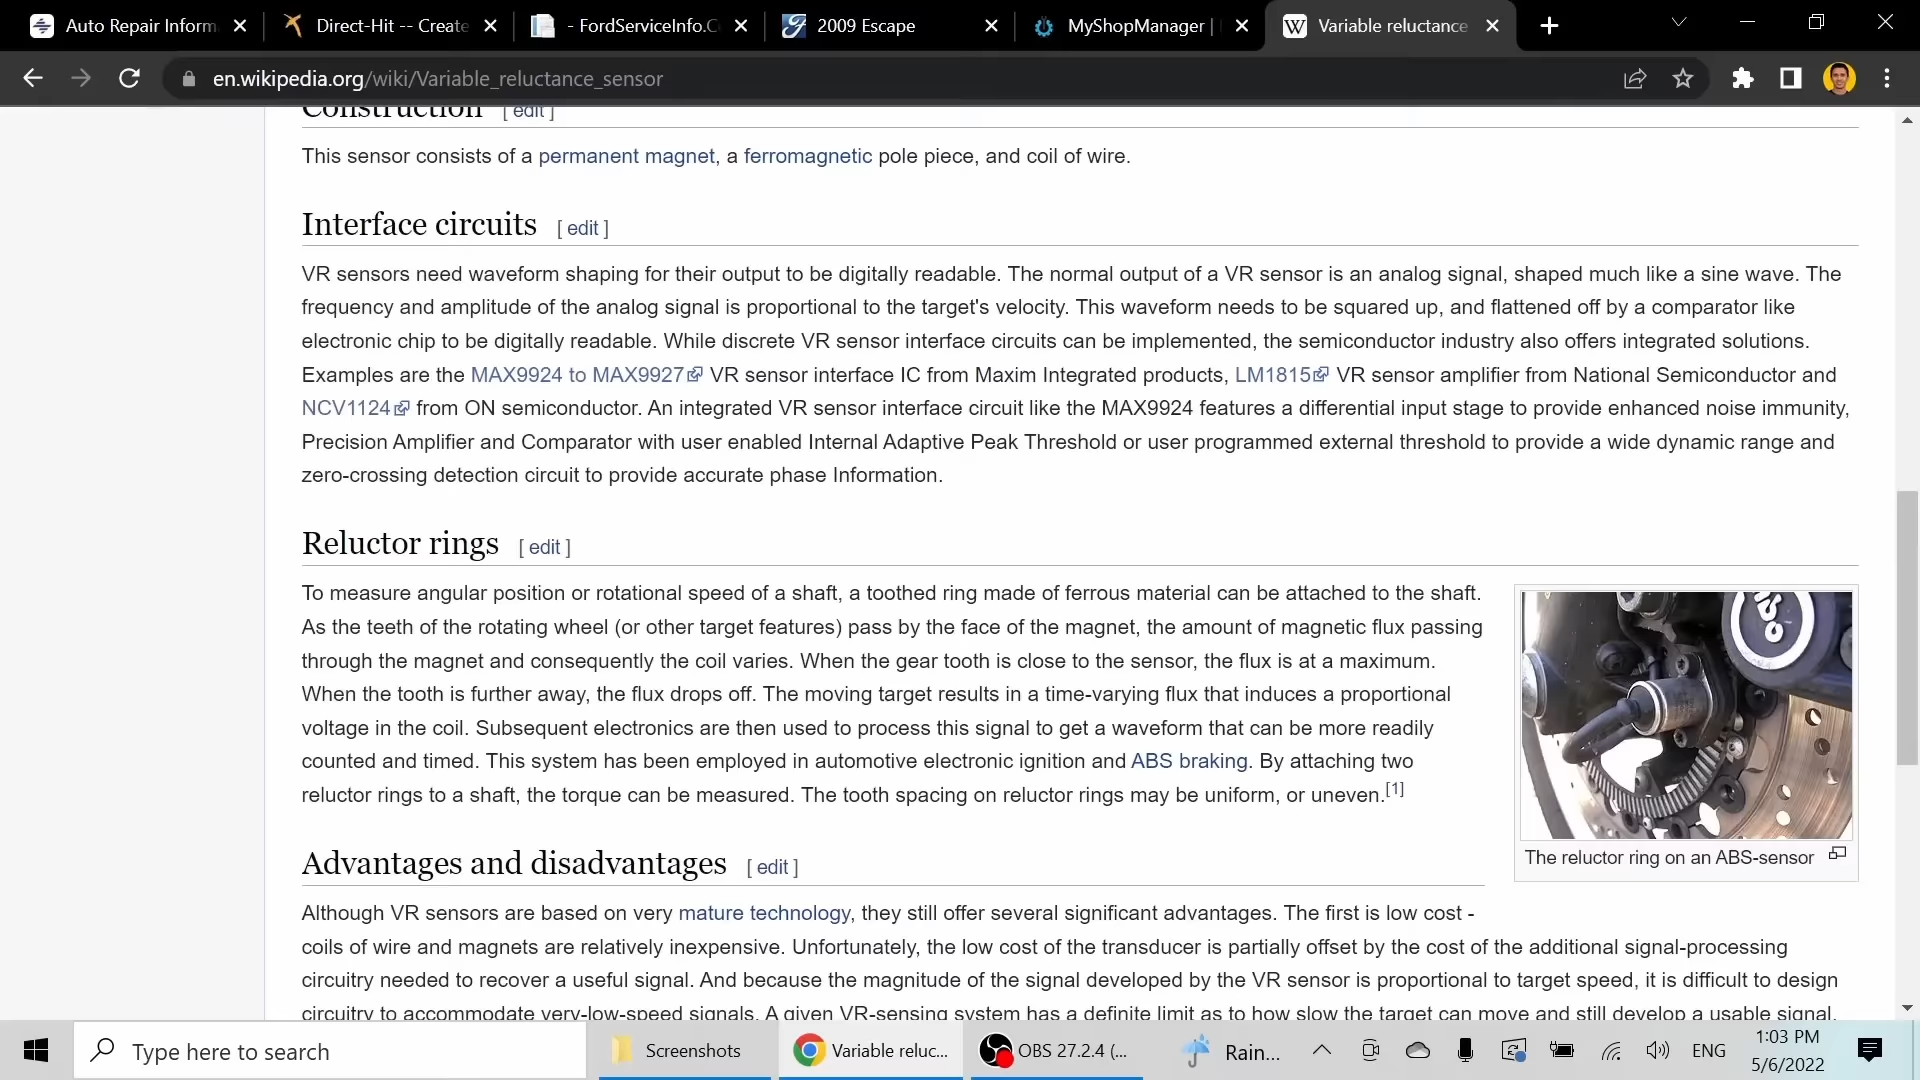 Auto Repair Inform
Direct-Hit -- Create
- FordServiceInfo.C
2009 Escape
MyShopManager |
Variable reluctance
en.wikipedia.org/wiki/Variable_reluctance_sensor
Construction [ edit ]
This sensor consists of a permanent magnet, a ferromagnetic pole piece, and coil of wire.
Interface circuits [ edit ]
VR sensors need waveform shaping for their output to be digitally readable. The normal output of a VR sensor is an analog signal, shaped much like a sine wave. The
frequency and amplitude of the analog signal is proportional to the target's velocity. This waveform needs to be squared up, and flattened off by a comparator like
electronic chip to be digitally readable. While discrete VR sensor interface circuits can be implemented, the semiconductor industry also offers integrated solutions.
Examples are the MAX9924 to MAX9927 VR sensor interface IC from Maxim Integrated products, LM1815 VR sensor amplifier from National Semiconductor and
NCV1124 from ON semiconductor. An integrated VR sensor interface circuit like the MAX9924 features a differential input stage to provide enhanced noise immunity,
Precision Amplifier and Comparator with user enabled Internal Adaptive Peak Threshold or user programmed external threshold to provide a wide dynamic range and
zero-crossing detection circuit to provide accurate phase Information.
Reluctor rings [ edit ]
To measure angular position or rotational speed of a shaft, a toothed ring made of ferrous material can be attached to the shaft.
As the teeth of the rotating wheel (or other target features) pass by the face of the magnet, the amount of magnetic flux passing
through the magnet and consequently the coil varies. When the gear tooth is close to the sensor, the flux is at a maximum.
When the tooth is further away, the flux drops off. The moving target results in a time-varying flux that induces a proportional
voltage in the coil. Subsequent electronics are then used to process this signal to get a waveform that can be more readily
counted and timed. This system has been employed in automotive electronic ignition and ABS braking. By attaching two
reluctor rings to a shaft, the torque can be measured. The tooth spacing on reluctor rings may be uniform, or uneven.[1]
The reluctor ring on an ABS-sensor
Advantages and disadvantages [ edit ]
Although VR sensors are based on very mature technology, they still offer several significant advantages. The first is low cost -
coils of wire and magnets are relatively inexpensive. Unfortunately, the low cost of the transducer is partially offset by the cost of the additional signal-processing
circuitry needed to recover a useful signal. And because the magnitude of the signal developed by the VR sensor is proportional to target speed, it is difficult to design
circuitry to accommodate very-low-speed signals. A given VR-sensing system has a definite limit as to how slow the target can move and still develop a usable signal.
Type here to search
Screenshots
Variable reluc...
OBS 27.2.4 (...
Rain...
ENG
1:03 PM
5/6/2022